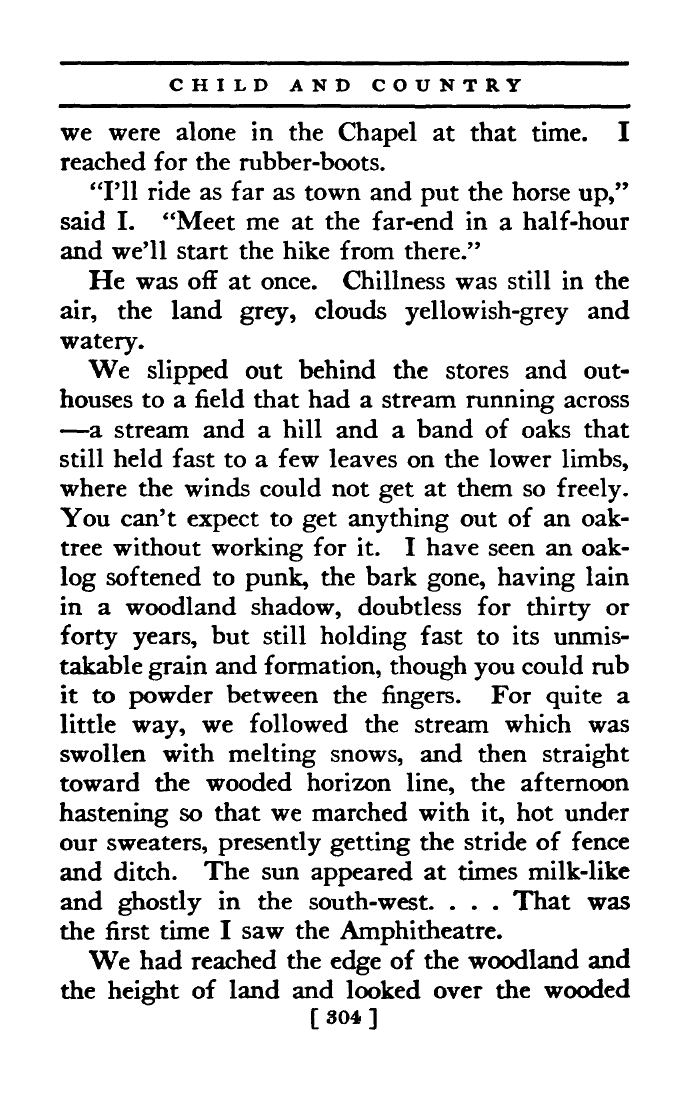 CHILD AND COUNTRY
we were alone in the Chapel at that time. I
reached for the rubber-boots.
“I’ll ride as far as town and put the horse up,”
said I. “Meet me at the far-end in a half-hour
and we’ll start the hike from there.”
He was off at once. Chillness was still in the
air, the land grey, clouds yellowish-grey and
watery.
We slipped out behind the stores and out-
houses to a field that had a stream running across
—a stream and a hill and a band of oaks that
still held fast to a few leaves on the lower limbs,
where the winds could not get at them so freely.
You can’t expect to get anything out of an oak-
tree without working for it. I have seen an oak-
log softened to punk, the bark gone, having lain
in a woodland shadow, doubtless for thirty or
forty years, but still holding fast to its unmis-
takable grain and formation, though you could rub
it to powder between the fingers. For quite a
little way, we followed the stream which was
swollen with melting snows, and then straight
toward the wooded horizon line, the afternoon
hastening so that we marched with it, hot under
our sweaters, presently getting the stride of fence
and ditch. The sun appeared at times milk-like
and ghostly in the south-west. . . . That was
the first time I saw the Amphitheatre.
We had reached the edge of the woodland and
the height of land and looked over the wooded
[ 304 ]